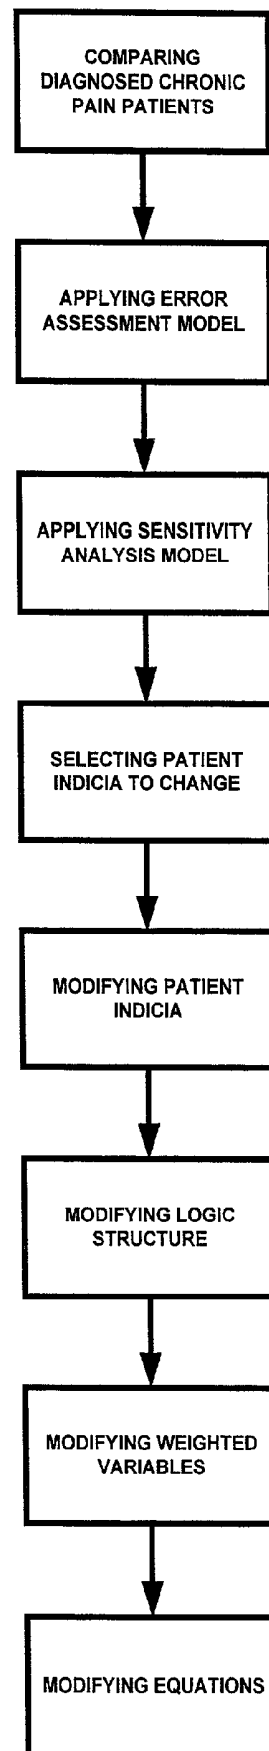 COMPARING
DIAGNOSED CHRONIC
PAIN PATIENTS
APPLYING ERROR
ASSESSMENT MODEL
APPLYING SENSITIVITY
ANALYSIS MODEL
SELECTING PATIENT
INDICIA TO CHANGE
MODIFYING PATIENT
INDICIA
MODIFYING LOGIC
STRUCTURE
MODIFYING WEIGHTED
VARIABLES
MODIFYING EQUATIONS